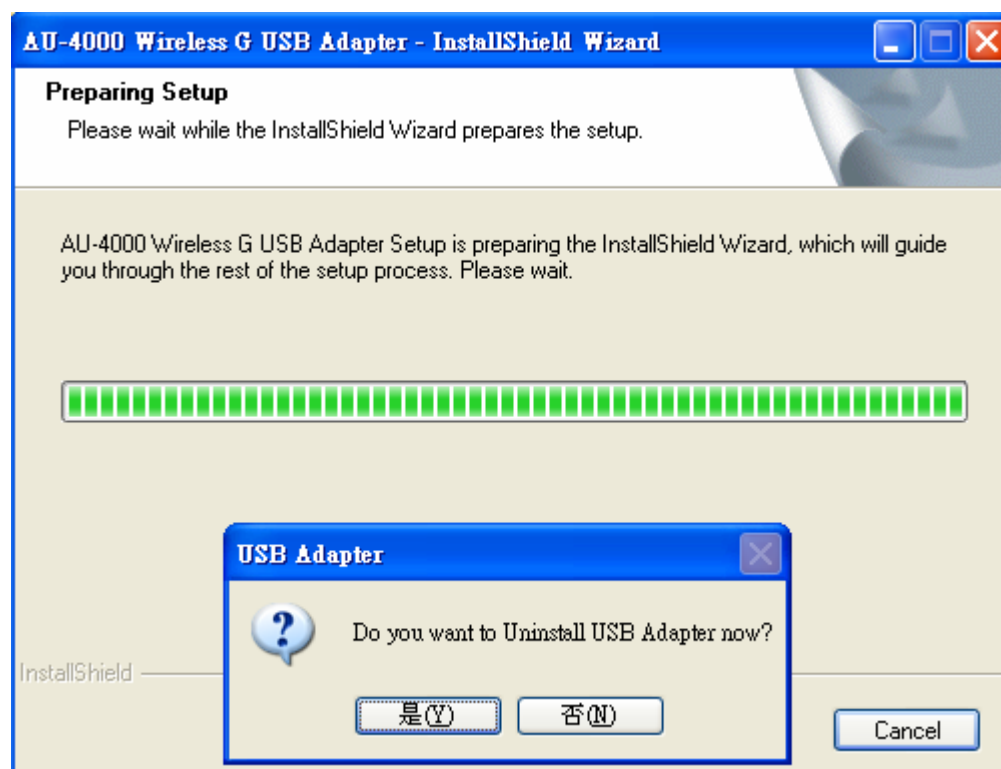 AU-4000 Wireless G USB Adapter - InstallShield Wizard
Preparing Setup
Please wait while the InstallShield Wizard prepares the setup.
AU-4000 Wireless G USB Adapter Setup is preparing the InstallShield Wizard, which will guide
you through the rest of the setup process. Please wait.
USB Adapter
Do you want to Uninstall USB Adapter now?
InstallShield
是(Y) 否(N)
Cancel